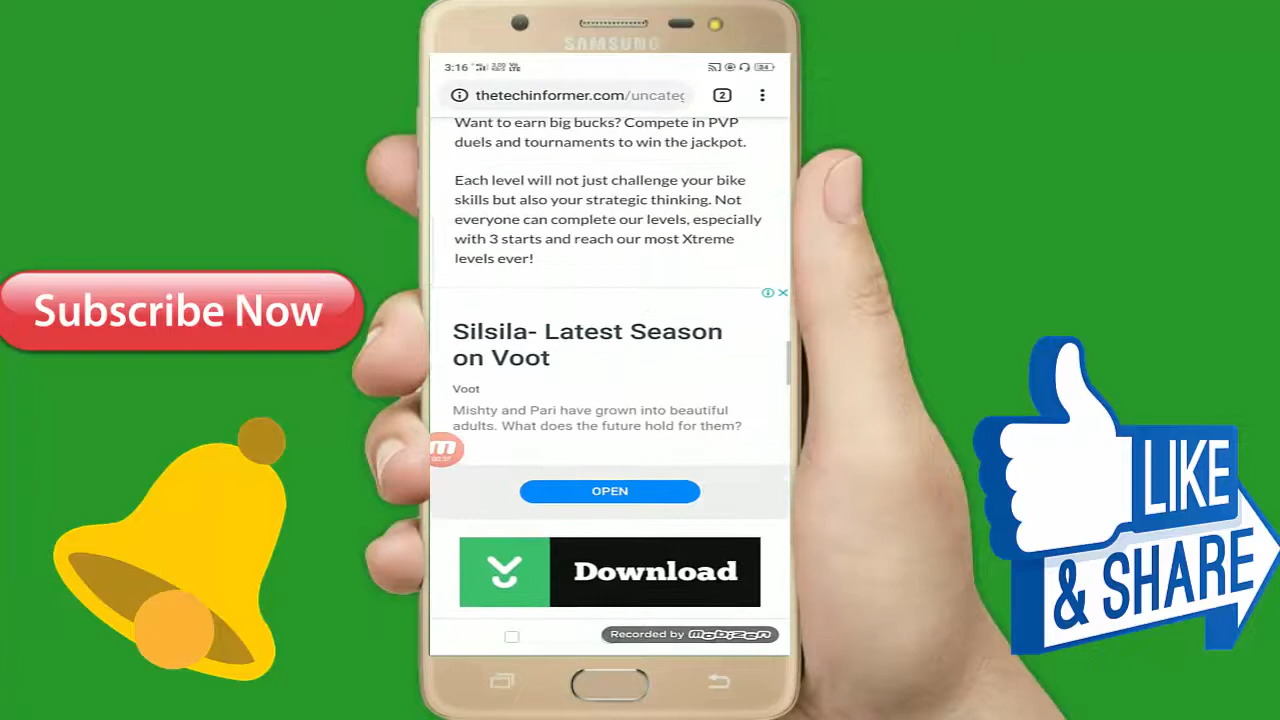 SAMSUNG
3:16
34
thetechinformer.com/uncateg
2
Want to earn big bucks? Compete in PVP
duels and tournaments to win the jackpot.
Each level will not just challenge your bike
skills but also your strategic thinking. Not
everyone can complete our levels, especially
with 3 starts and reach our most Xtreme
levels ever!
Subscribe Now
Silsila- Latest Season
on Voot
Voot
Mishty and Pari have grown into beautiful
adults. What does the future hold for them?
OPEN
Download
Recorded by mobizen
LIKE
& SHARE